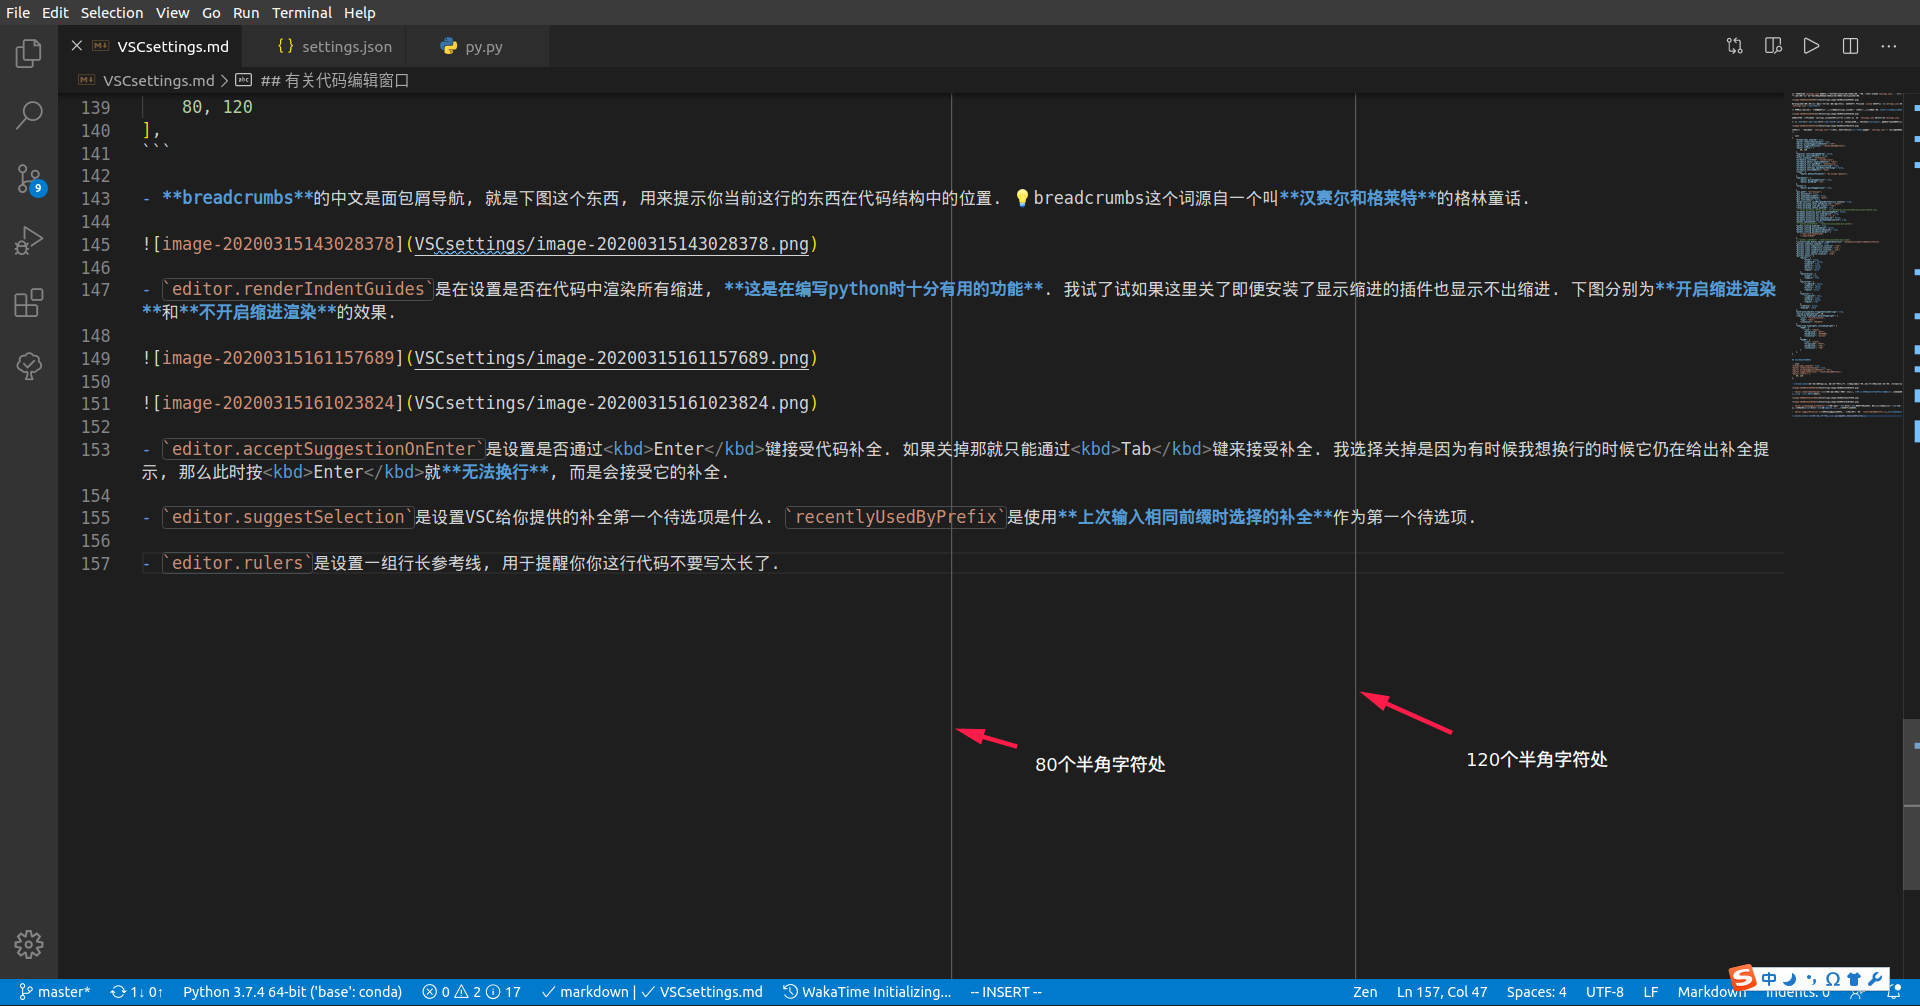 File Edit Selection View Go Run Terminal Help
VSCsettings.md settings.json py.py
VSCsettings.md > ## 有关代码编辑窗口
139 80, 120
140 ],
141 ```
142
143 - **breadcrumbs**的中文是面包屑导航, 就是下图这个东西, 用来提示你当前这行的东西在代码结构中的位置. 💡breadcrumbs这个词源自一个叫**汉赛尔和格莱特**的格林童话.
144
145 ![image-20200315143028378](VSCsettings/image-20200315143028378.png)
146
147 - `editor.renderIndentGuides`是在设置是否在代码中渲染所有缩进, **这是在编写python时十分有用的功能**. 我试了试如果这里关了即便安装了显示缩进的插件也显示不出缩进. 下图分别为**开启缩进渲染
**和**不开启缩进渲染**的效果.
148
149 ![image-20200315161157689](VSCsettings/image-20200315161157689.png)
150
151 ![image-20200315161023824](VSCsettings/image-20200315161023824.png)
152
153 - `editor.acceptSuggestionOnEnter`是设置是否通过<kbd>Enter</kbd>键接受代码补全. 如果关掉那就只能通过<kbd>Tab</kbd>键来接受补全. 我选择关掉是因为有时候我想换行的时候它仍在给出补全提
示, 那么此时按<kbd>Enter</kbd>就**无法换行**, 而是会接受它的补全.
154
155 - `editor.suggestSelection`是设置VSC给你提供的补全第一个待选项是什么. `recentlyUsedByPrefix`是使用**上次输入相同前缀时选择的补全**作为第一个待选项.
156
157 - `editor.rulers`是设置一组行长参考线, 用于提醒你你这行代码不要写太长了.
9
80个半角字符处
120个半角字符处
中
master* 1↓ 0↑ Python 3.7.4 64-bit ('base': conda) 0 2 17 markdown | VSCsettings.md WakaTime Initializing... -- INSERT -- Zen Ln 157, Col 47 Spaces: 4 UTF-8 LF Markdown Indents: 0